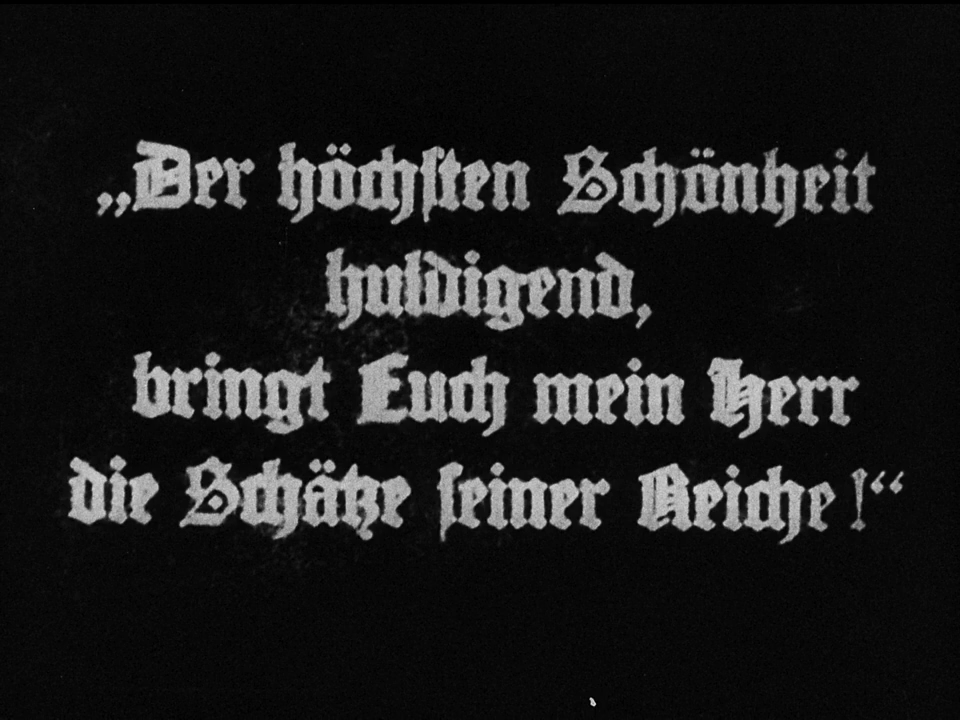 „Der höchsten Schönheit
huldigend,
bringt Euch mein Herr
die Schätze seiner Reiche!“